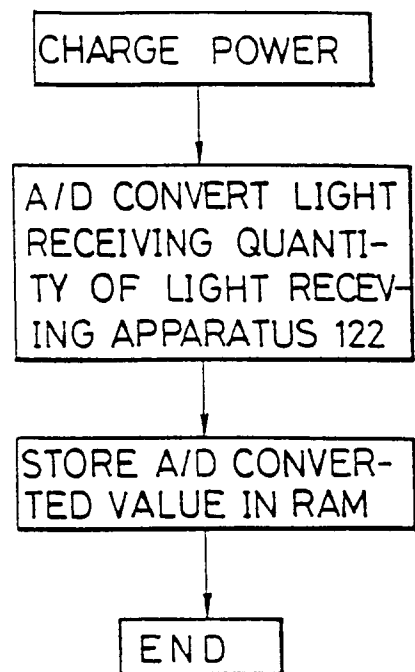 CHARGE POWER
A/D CONVERT LIGHT
RECEIVING QUANTI-
TY OF LIGHT RECEV-
ING APPARATUS 122
STORE A/D CONVER-
TED VALUE IN RAM
END